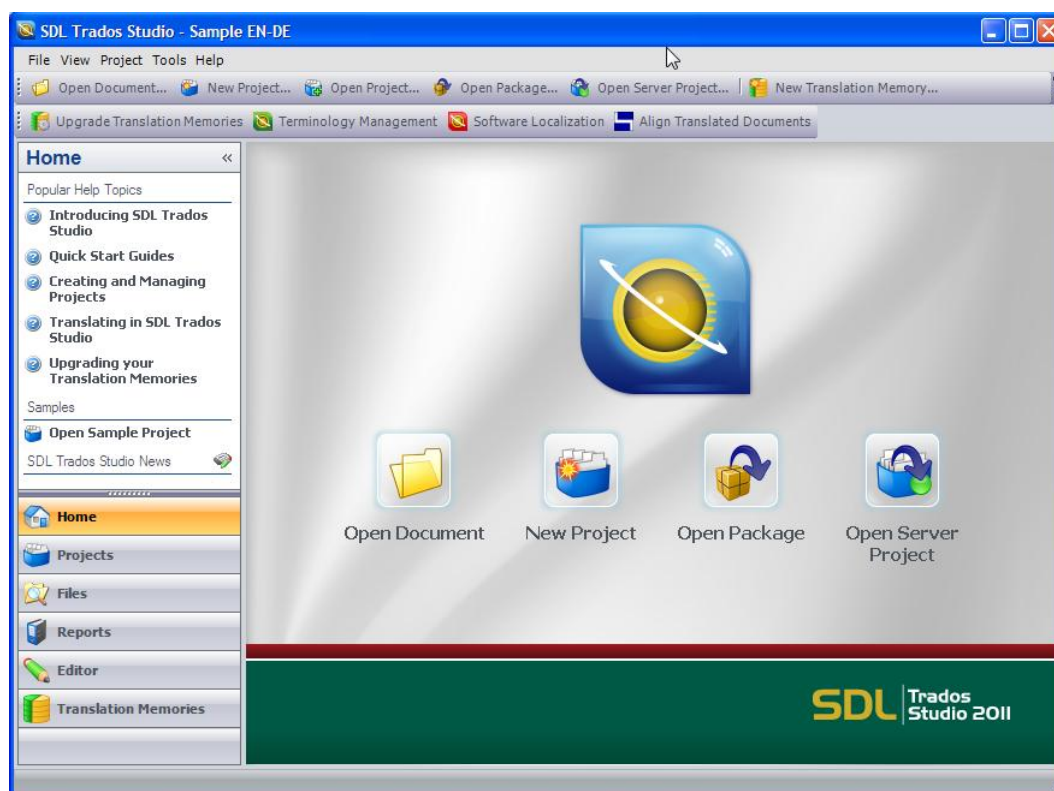 SDL Trados Studio - Sample EN-DE
File View Project Tools Help
Open Document... New Project... Open Project... Open Package... Open Server Project... New Translation Memory...
Upgrade Translation Memories Terminology Management Software Localization Align Translated Documents
Home
Popular Help Topics
Introducing SDL Trados
Studio
Quick Start Guides
Creating and Managing
Projects
Translating in SDL Trados
Studio
Upgrading your
Translation Memories
Samples
Open Sample Project
SDL Trados Studio News
Home
Projects
Files
Reports
Editor
Translation Memories
Open Document
New Project
Open Package
Open Server
Project
SDL Trados
Studio 2011